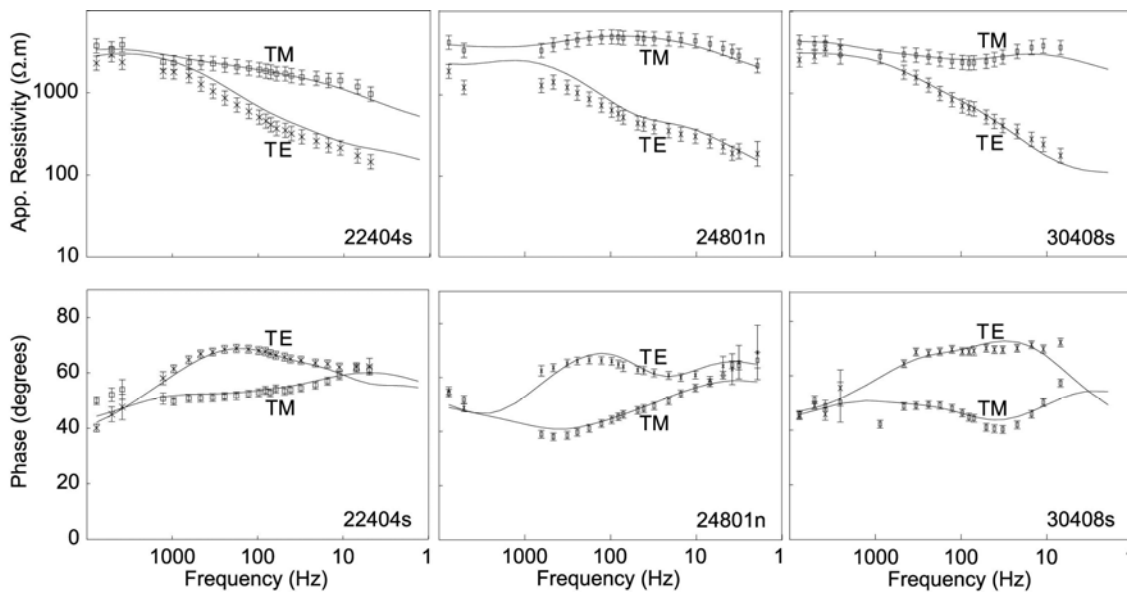 App. Resistivity (Ω.m)
1000
100
10
TM
TE
22404s
TM
TE
24801n
TM
TE
30408s
Phase (degrees)
80
60
40
20
0
TE
TM
22404s
TE
TM
24801n
TE
TM
30408s
1000 100 10 1
1000 100 10 1
1000 100 10 1
Frequency (Hz)
Frequency (Hz)
Frequency (Hz)